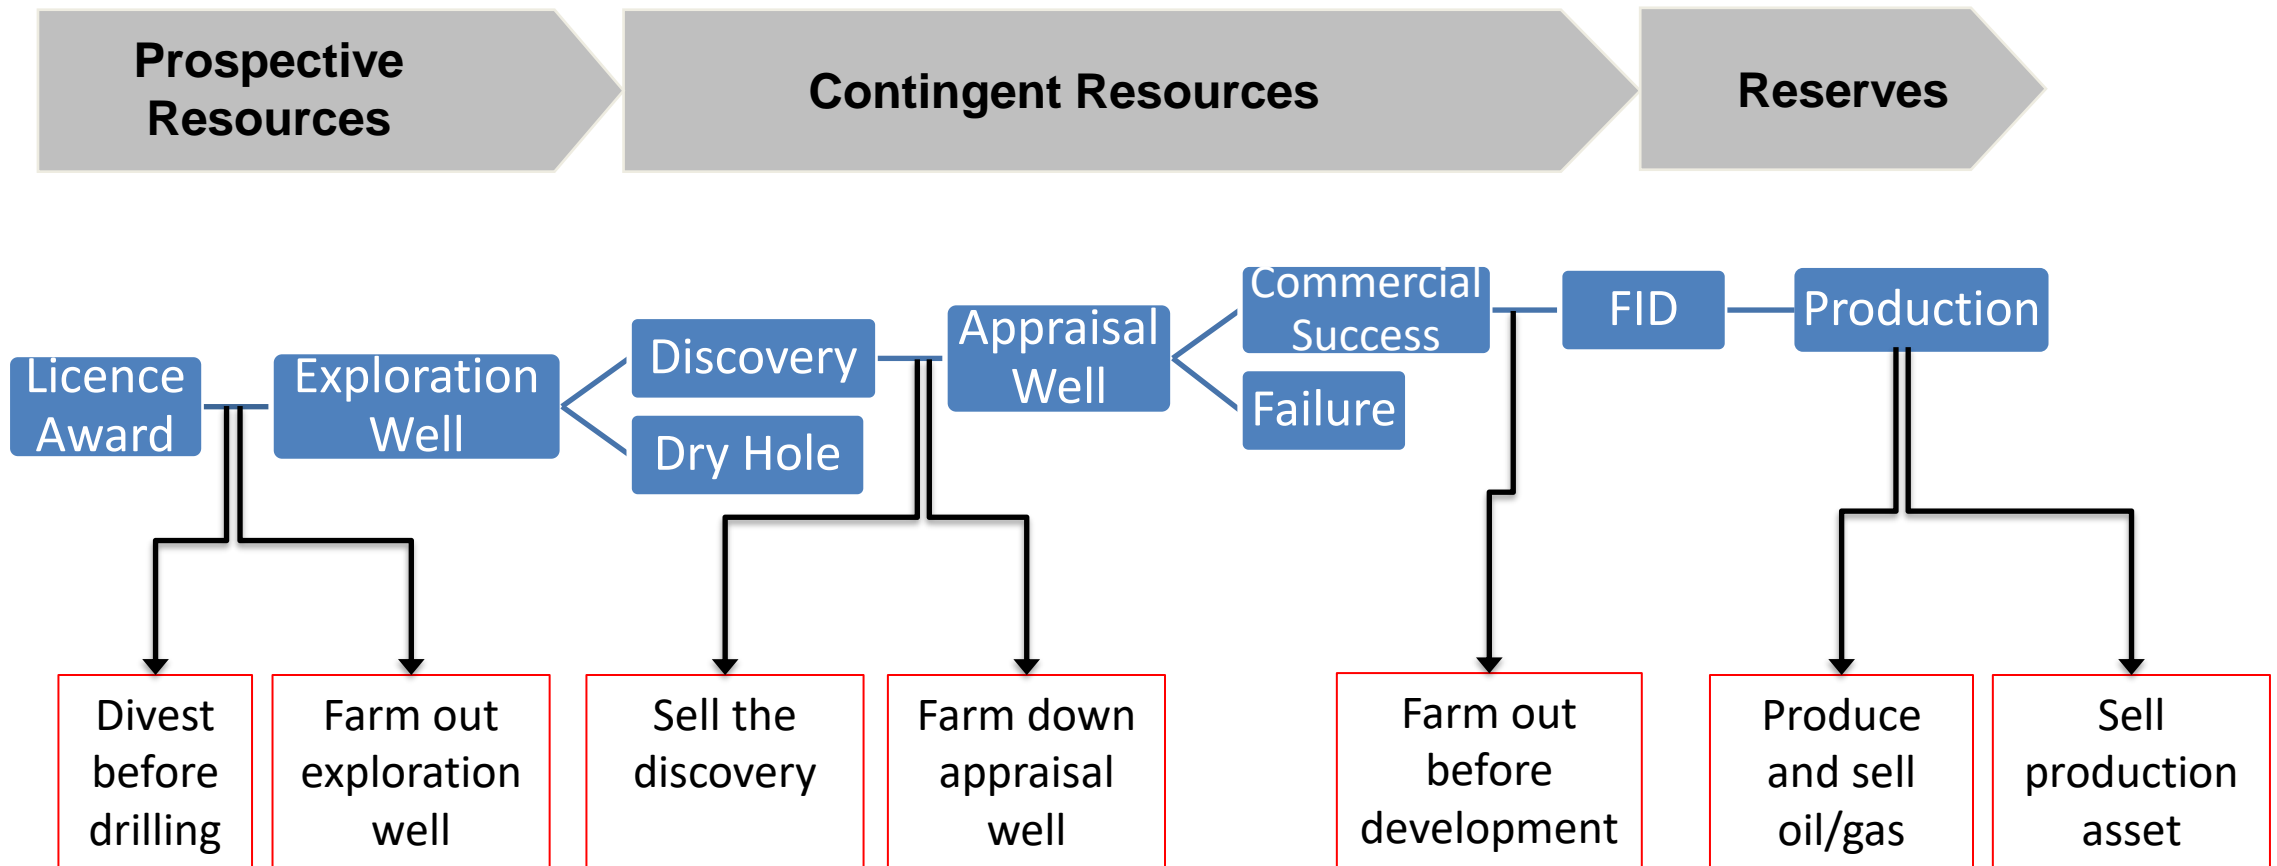 Prospective
Resources
Contingent Resources
Reserves
Licence
Award
Exploration
Well
Discovery
Dry Hole
Appraisal
Well
Commercial
Success
Failure
FID
Production
Divest
before
drilling
Farm out
exploration
well
Sell the
discovery
Farm down
appraisal
well
Farm out
before
development
Produce
and sell
oil/gas
Sell
production
asset